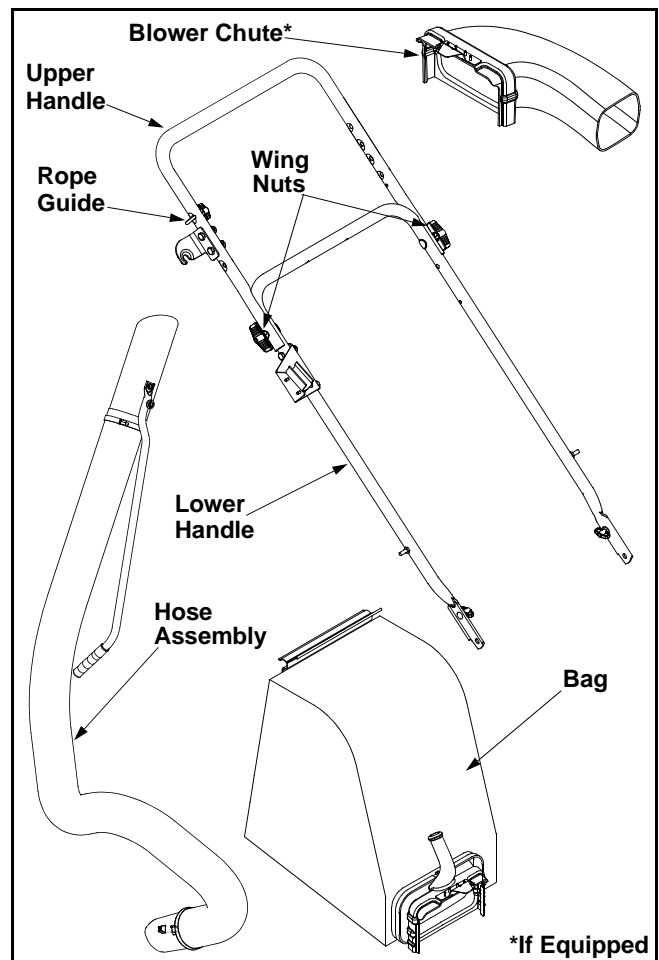 Blower Chute*
Upper
Handle
Wing
Nuts
Rope
Guide
Lower
Handle
Hose
Assembly
Bag
*If Equipped